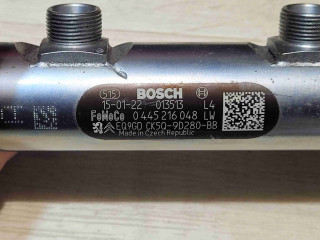 515 BOSCH
15-01-22 013513 L4
FoMoCo 0 445 216 048 LW
EQ9GD CK5Q-9D280-BB
Made in Czech Republic